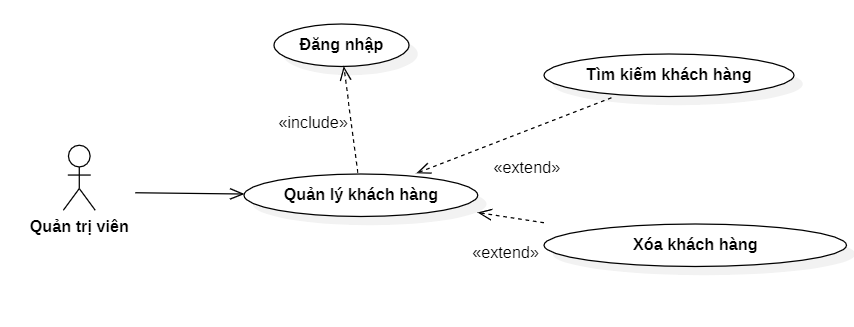 Đăng nhập
Tìm kiếm khách hàng
«include»
«extend»
Quản lý khách hàng
Quản trị viên
Xóa khách hàng
«extend»